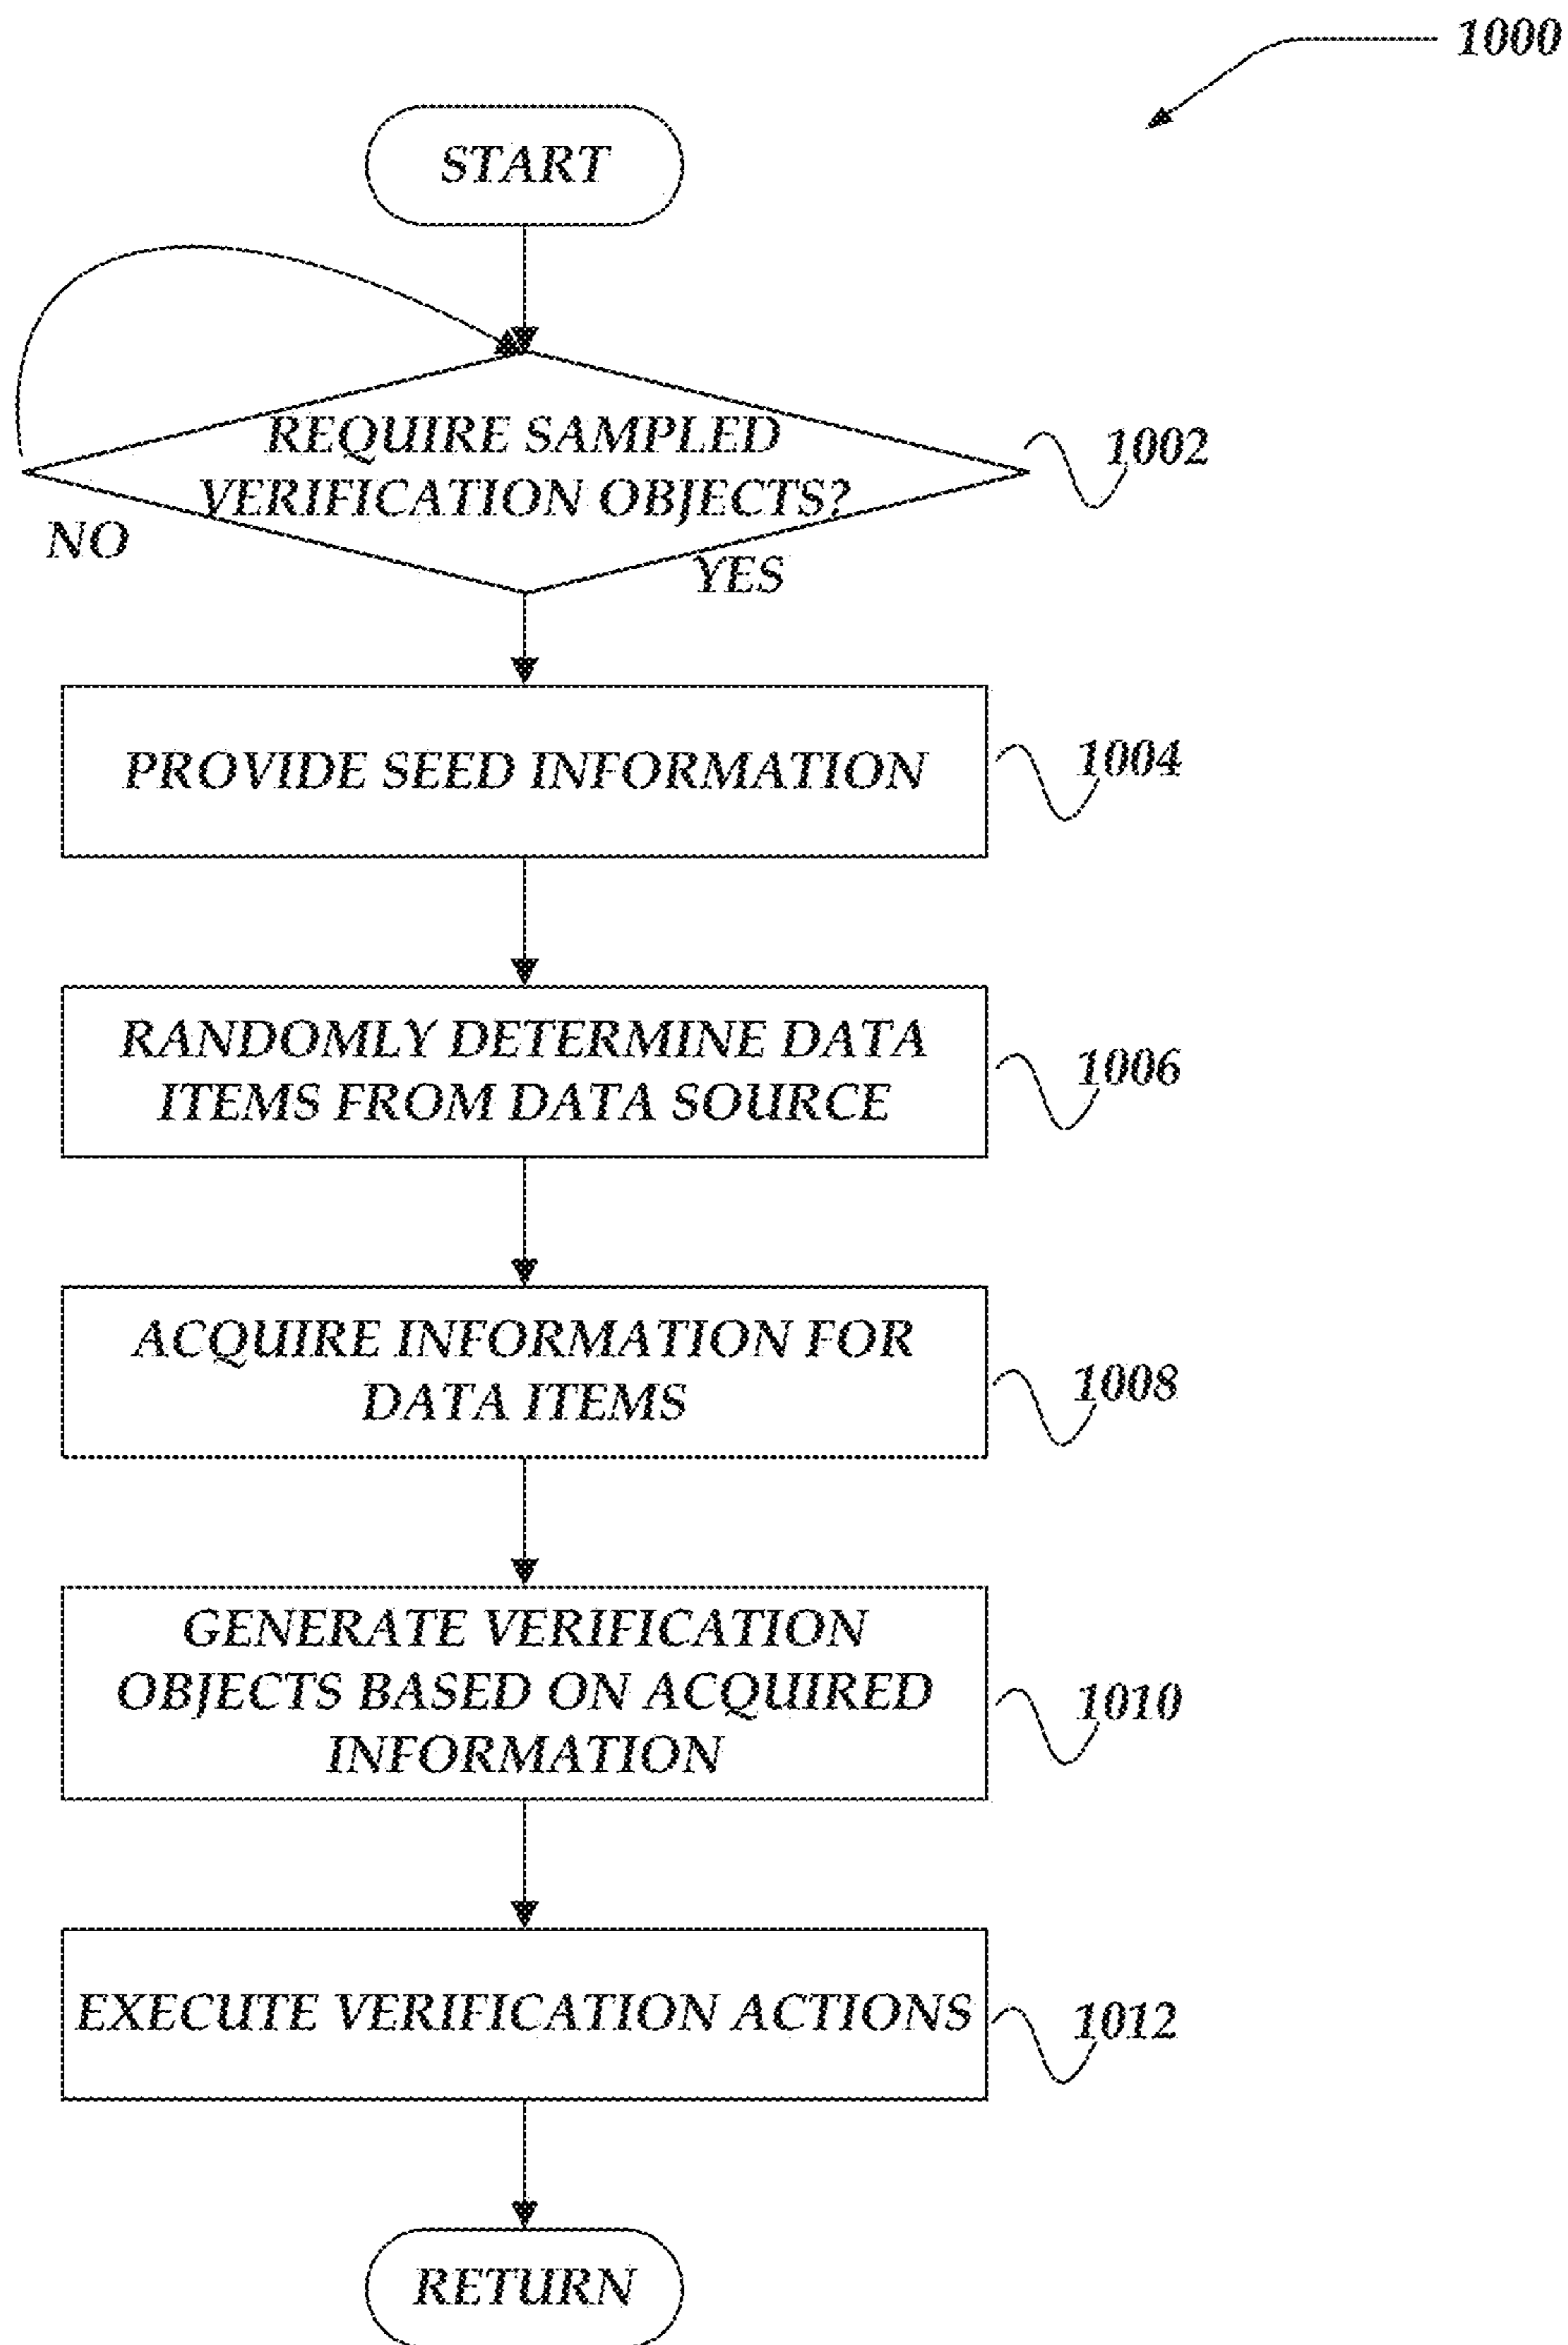 1000
START
REQUIRE SAMPLED
VERIFICATION OBJECTS?
1002
NO
YES
PROVIDE SEED INFORMATION
1004
RANDOMLY DETERMINE DATA
ITEMS FROM DATA SOURCE
1006
ACQUIRE INFORMATION FOR
DATA ITEMS
1008
GENERATE VERIFICATION
OBJECTS BASED ON ACQUIRED
INFORMATION
1010
EXECUTE VERIFICATION ACTIONS
1012
RETURN